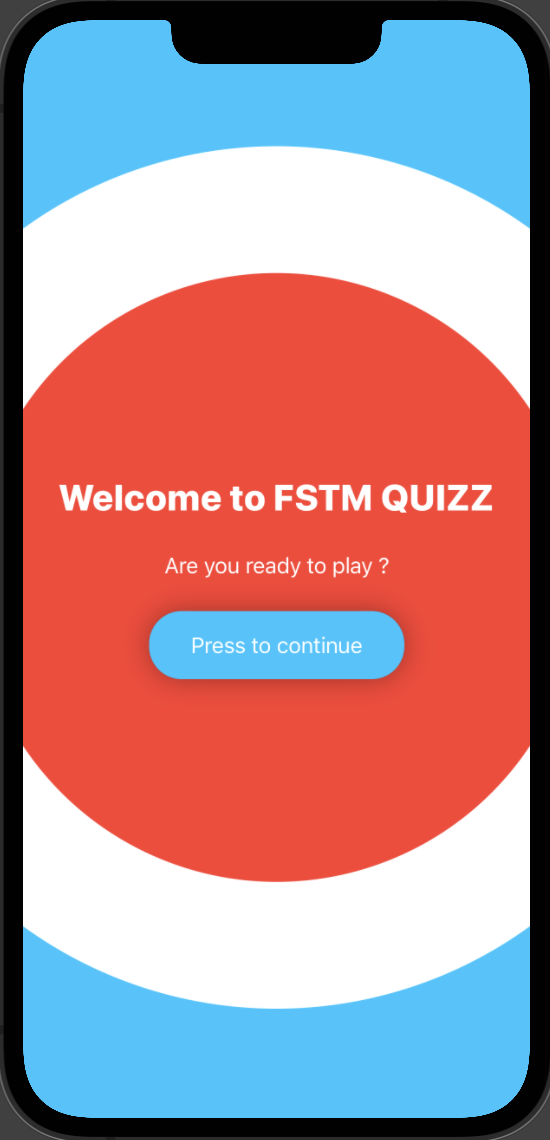 Welcome to FSTM QUIZZ
Are you ready to play ?
Press to continue